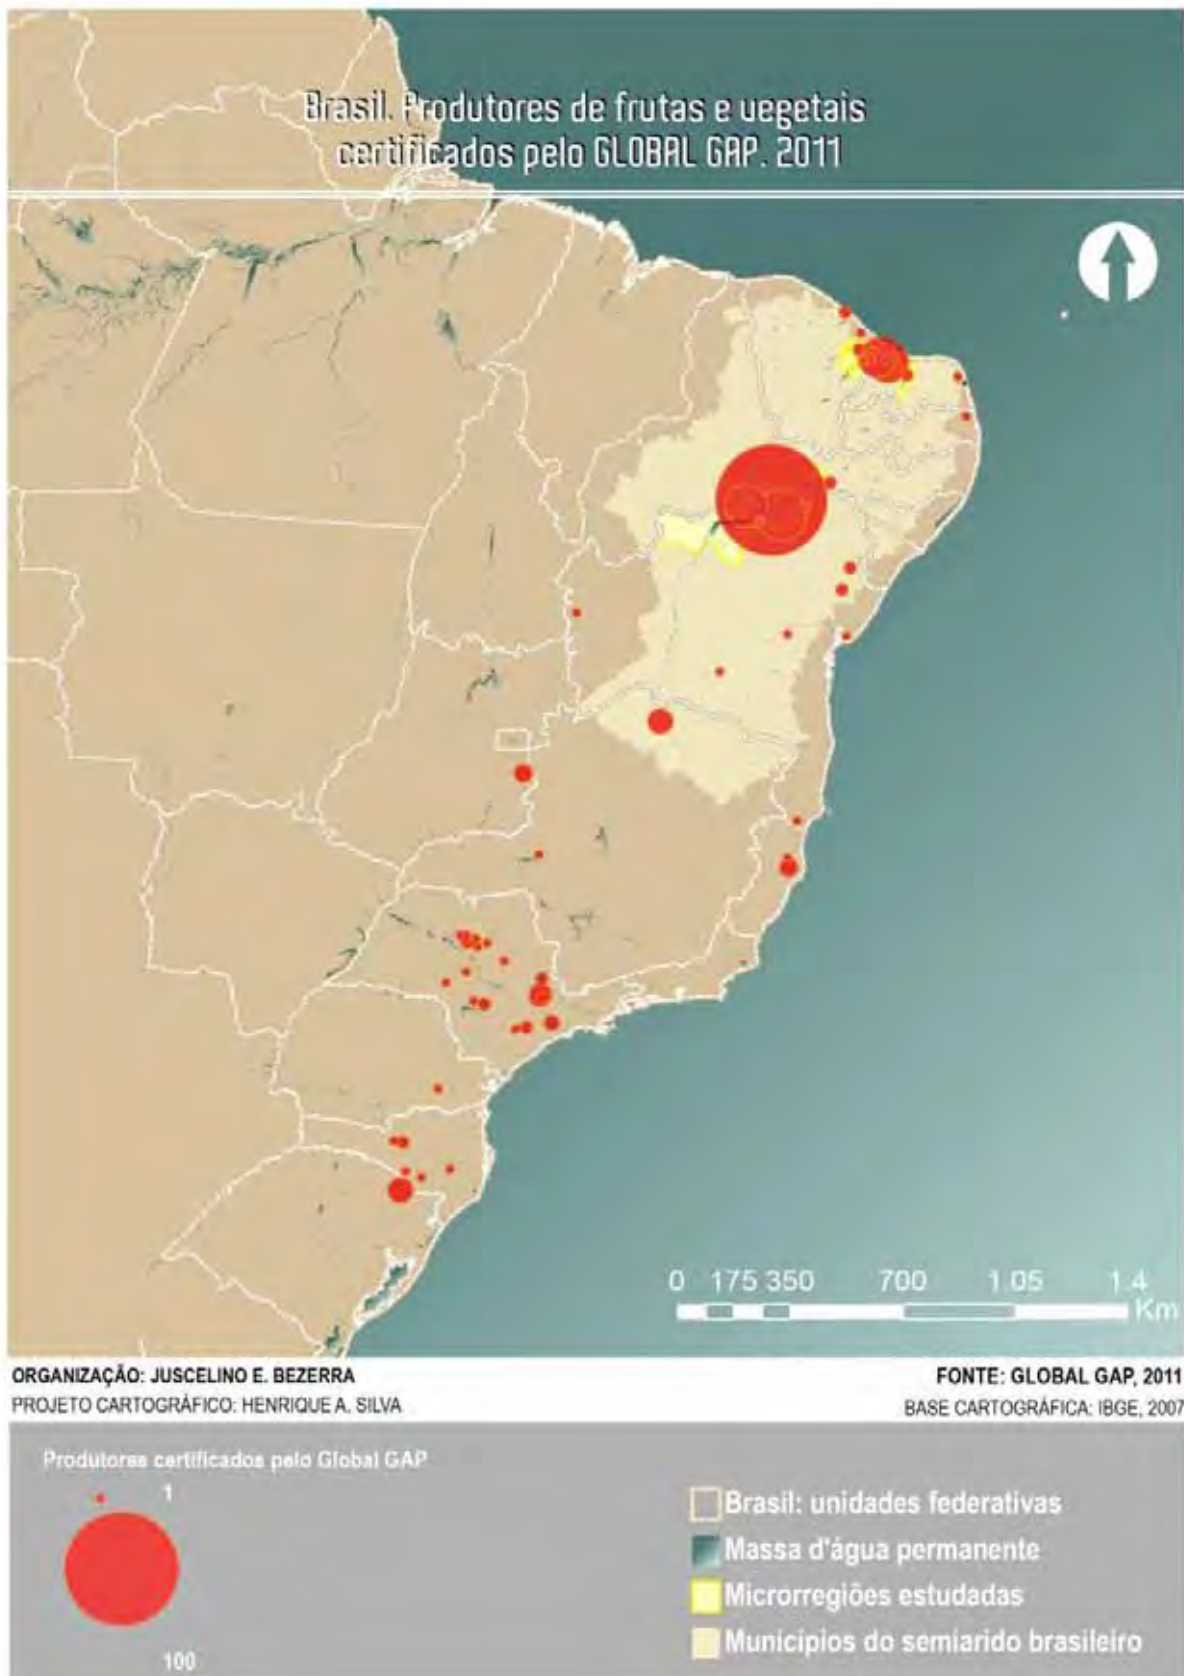 Brasil. Produtores de frutas e vegetais
certificados pelo GLOBAL GAP. 2011
0 175 350 700 1.05 1.4
Km
ORGANIZAÇÃO: JUSCELINO E. BEZERRA
PROJETO CARTOGRÁFICO: HENRIQUE A. SILVA
FONTE: GLOBAL GAP, 2011
BASE CARTOGRÁFICA: IBGE, 2007
Produtores certificados pelo Global GAP
1
100
Brasil: unidades federativas
Massa d'água permanente
Microrregiões estudadas
Municípios do semiarido brasileiro